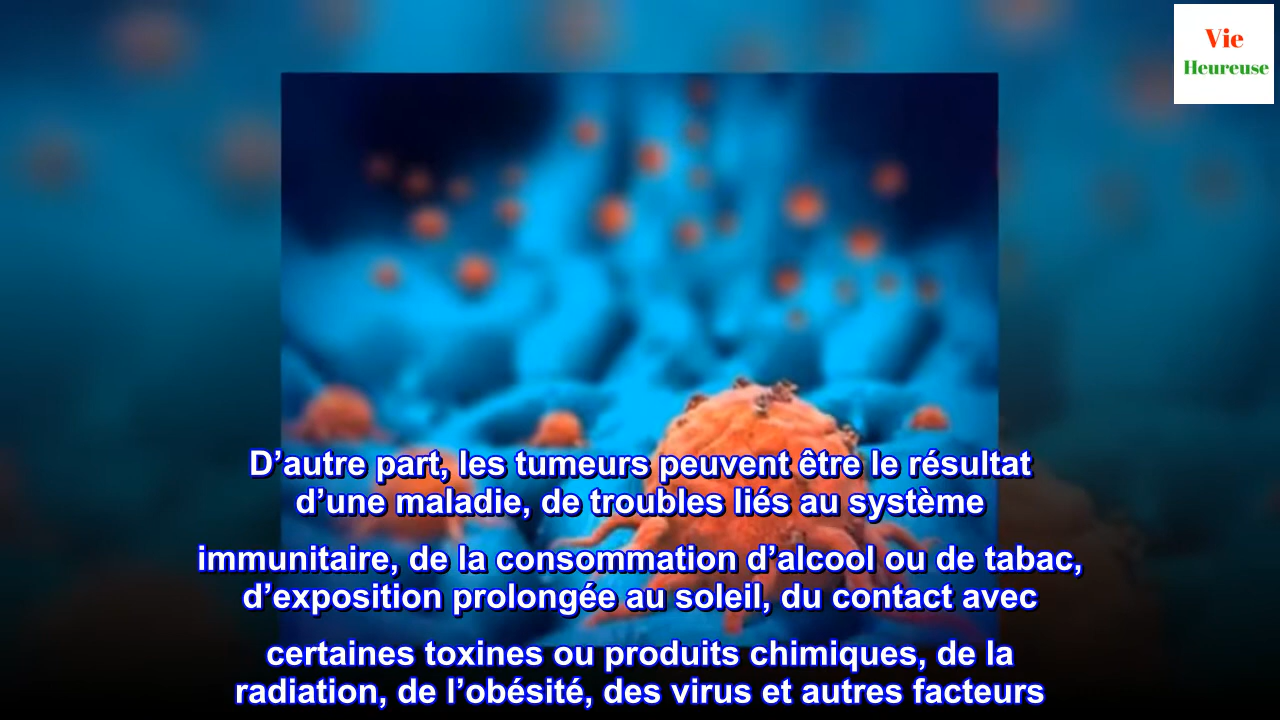 Vie
Heureuse
D’autre part, les tumeurs peuvent être le résultat
d’une maladie, de troubles liés au système
immunitaire, de la consommation d’alcool ou de tabac,
d’exposition prolongée au soleil, du contact avec
certaines toxines ou produits chimiques, de la
radiation, de l’obésité, des virus et autres facteurs